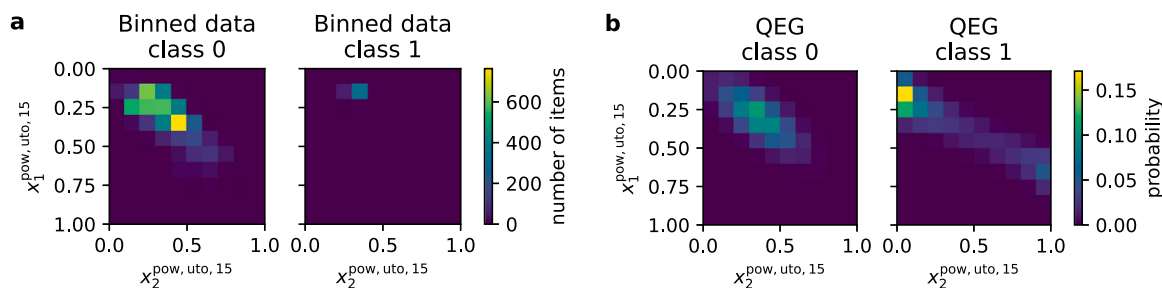 a
Binned data
class 0
Binned data
class 1
0.00
0.25
0.50
0.75
1.00
x_1^{pow, uto, 15}
0.0 0.5 1.0
x_2^{pow, uto, 15}
0.0 0.5 1.0
x_2^{pow, uto, 15}
600
400
200
0
number of items
b
QEG
class 0
QEG
class 1
0.00
0.25
0.50
0.75
1.00
x_1^{pow, uto, 15}
0.0 0.5 1.0
x_2^{pow, uto, 15}
0.0 0.5 1.0
x_2^{pow, uto, 15}
0.15
0.10
0.05
0.00
probability